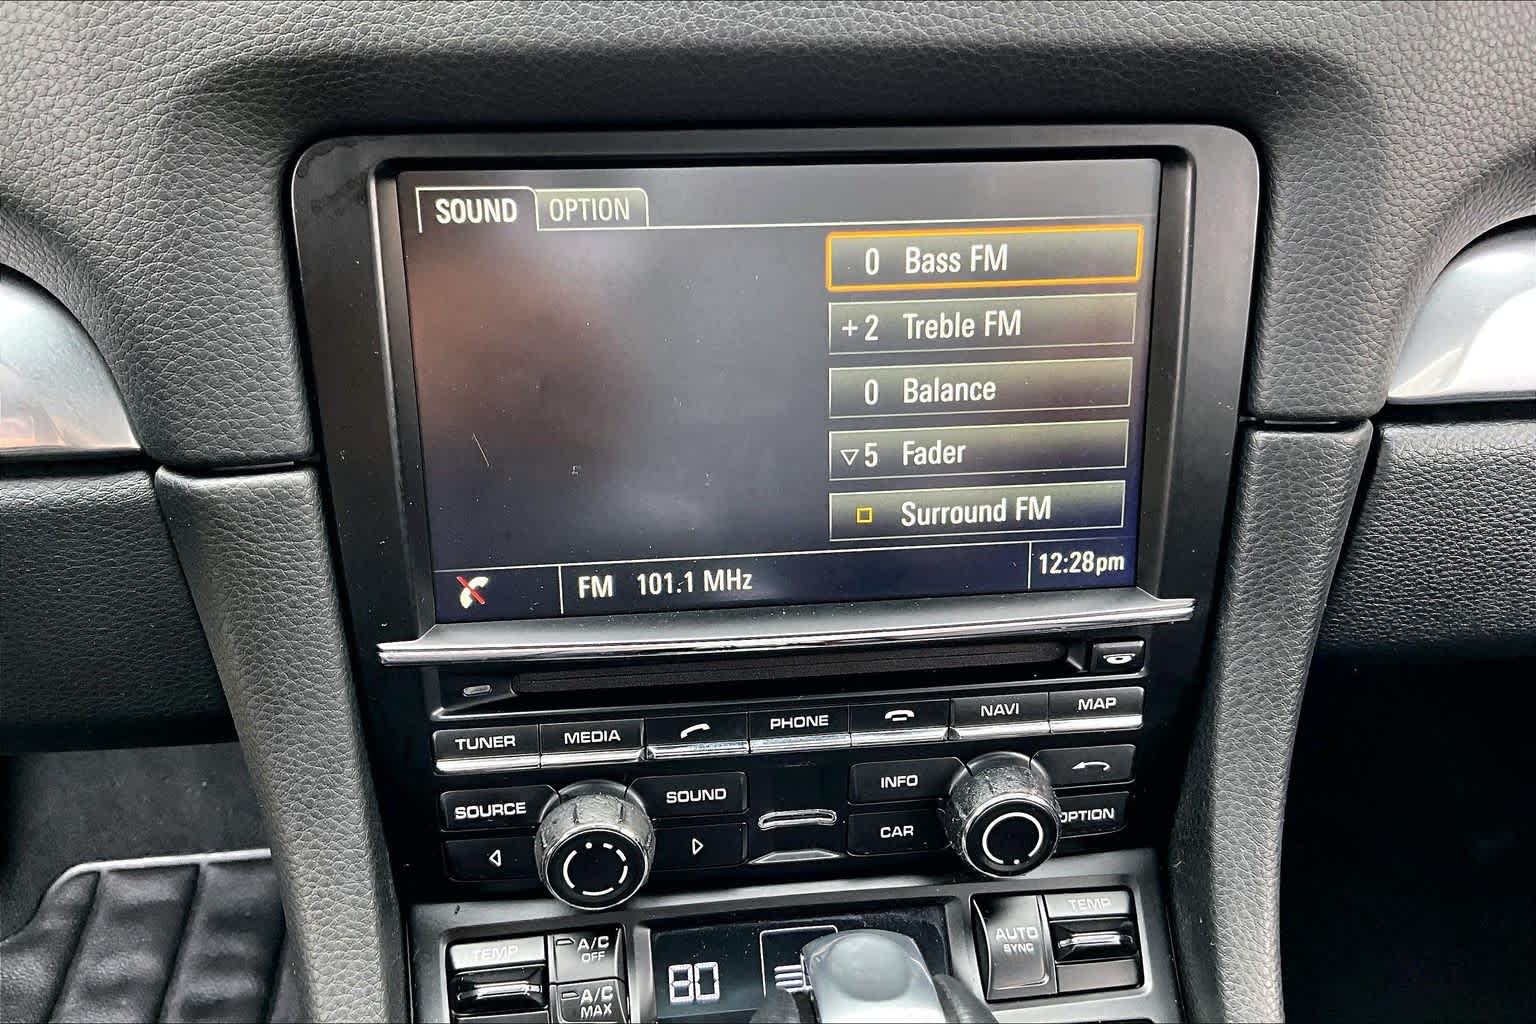 SOUND OPTION
0 Bass FM
+2 Treble FM
0 Balance
▽5 Fader
Surround FM
FM 101.1 MHz 12:28pm
TUNER MEDIA PHONE NAVI MAP
SOURCE SOUND INFO
CAR OPTION
TEMP A/C OFF AUTO SYNC TEMP
80
A/C MAX